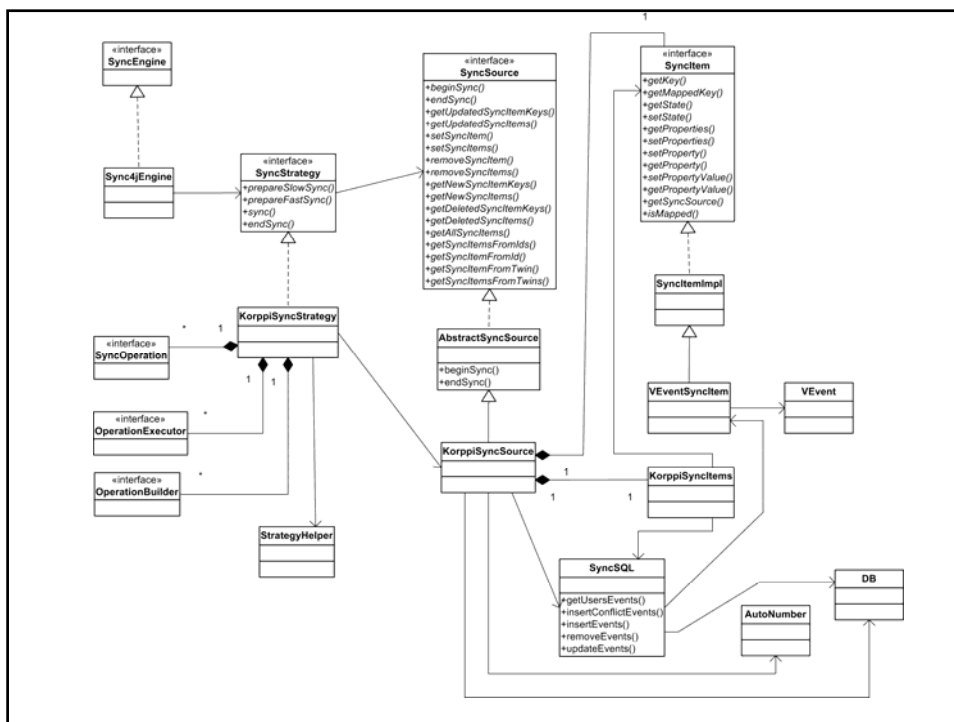 «interface»
SyncEngine
Sync4jEngine
«interface»
SyncStrategy
+prepareSlowSync()
+prepareFastSync()
+sync()
+endSync()
«interface»
SyncSource
+beginSync()
+endSync()
+getUpdatedSyncItemKeys()
+getUpdatedSyncItems()
+setSyncItem()
+setSyncItems()
+removeSyncItem()
+removeSyncItems()
+getNewSyncItemKeys()
+getNewSyncItems()
+getDeletedSyncItemKeys()
+getDeletedSyncItems()
+getAllSyncItems()
+getSyncItemsFromIds()
+getSyncItemFromId()
+getSyncItemFromTwin()
+getSyncItemsFromTwins()
1
«interface»
SyncItem
+getKey()
+getMappedKey()
+getState()
+setState()
+getProperties()
+setProperties()
+setProperty()
+getProperty()
+setPropertyValue()
+getPropertyValue()
+getSyncSource()
+isMapped()
SyncItemImpl
KorppiSyncStrategy
* 1
«interface»
SyncOperation
1 1
AbstractSyncSource
+beginSync()
+endSync()
VEventSyncItem
VEvent
*
«interface»
OperationExecutor
KorppiSyncSource
1
KorppiSyncItems
1 1
*
«interface»
OperationBuilder
StrategyHelper
SyncSQL
+getUsersEvents()
+insertConflictEvents()
+insertEvents()
+removeEvents()
+updateEvents()
AutoNumber
DB